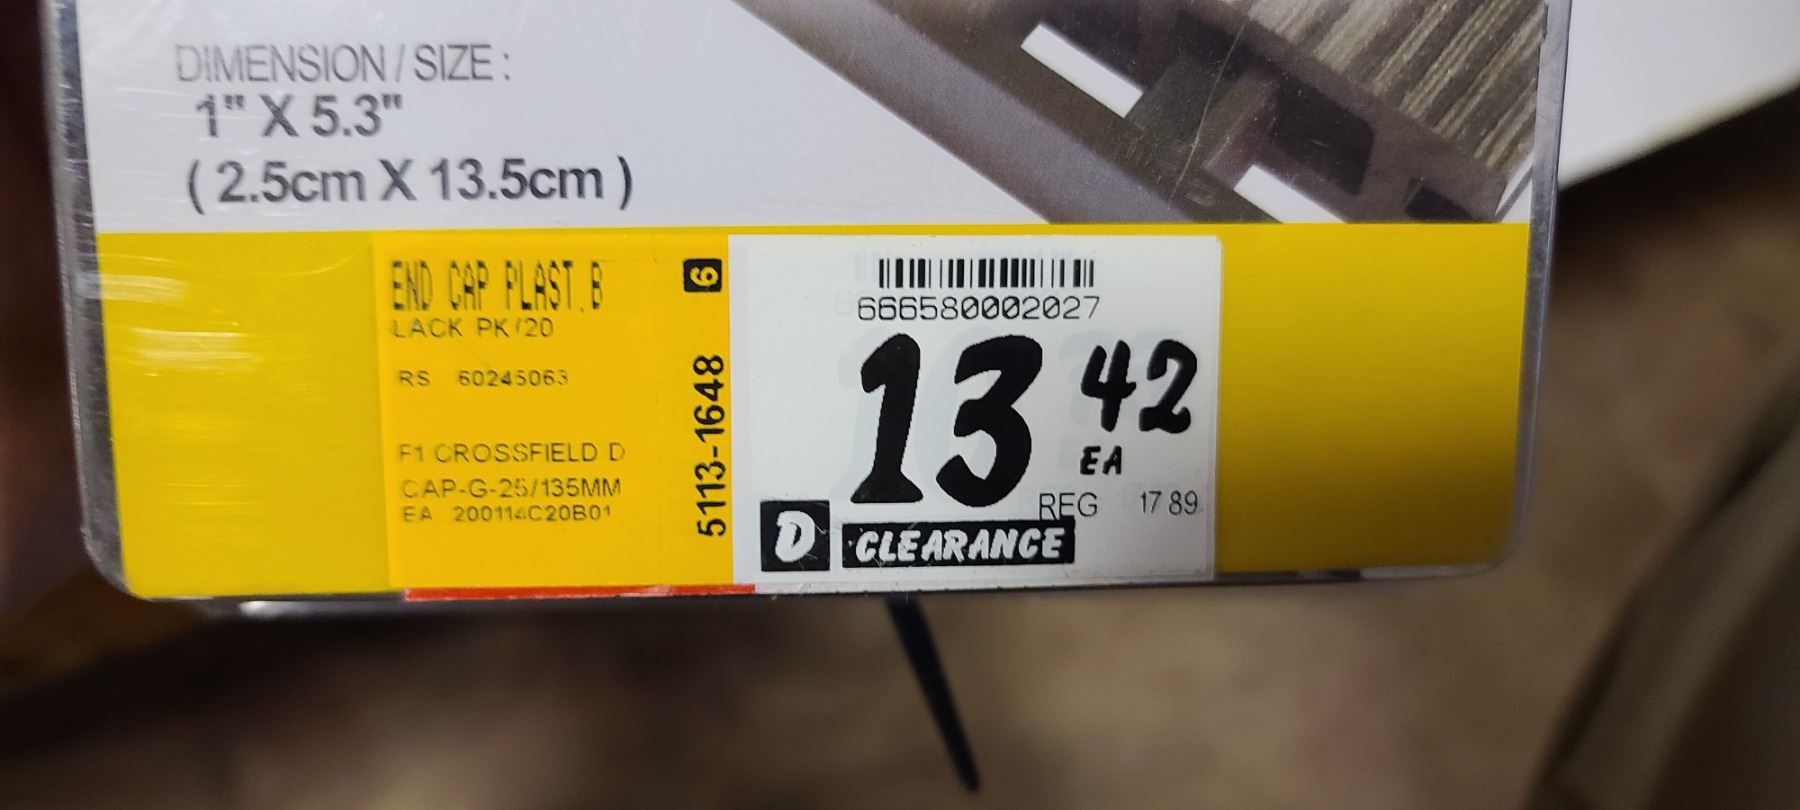 DIMENSION / SIZE :
1" X 5.3"
( 2.5cm X 13.5cm )
END CAP PLAST.B
LACK PK/20
RS 60245063
F1 CROSSFIELD D
CAP-G-25/135MM
EA 200114C20B01
6
5113-1648
666580002027
13 42
EA
REG 17 89
D CLEARANCE